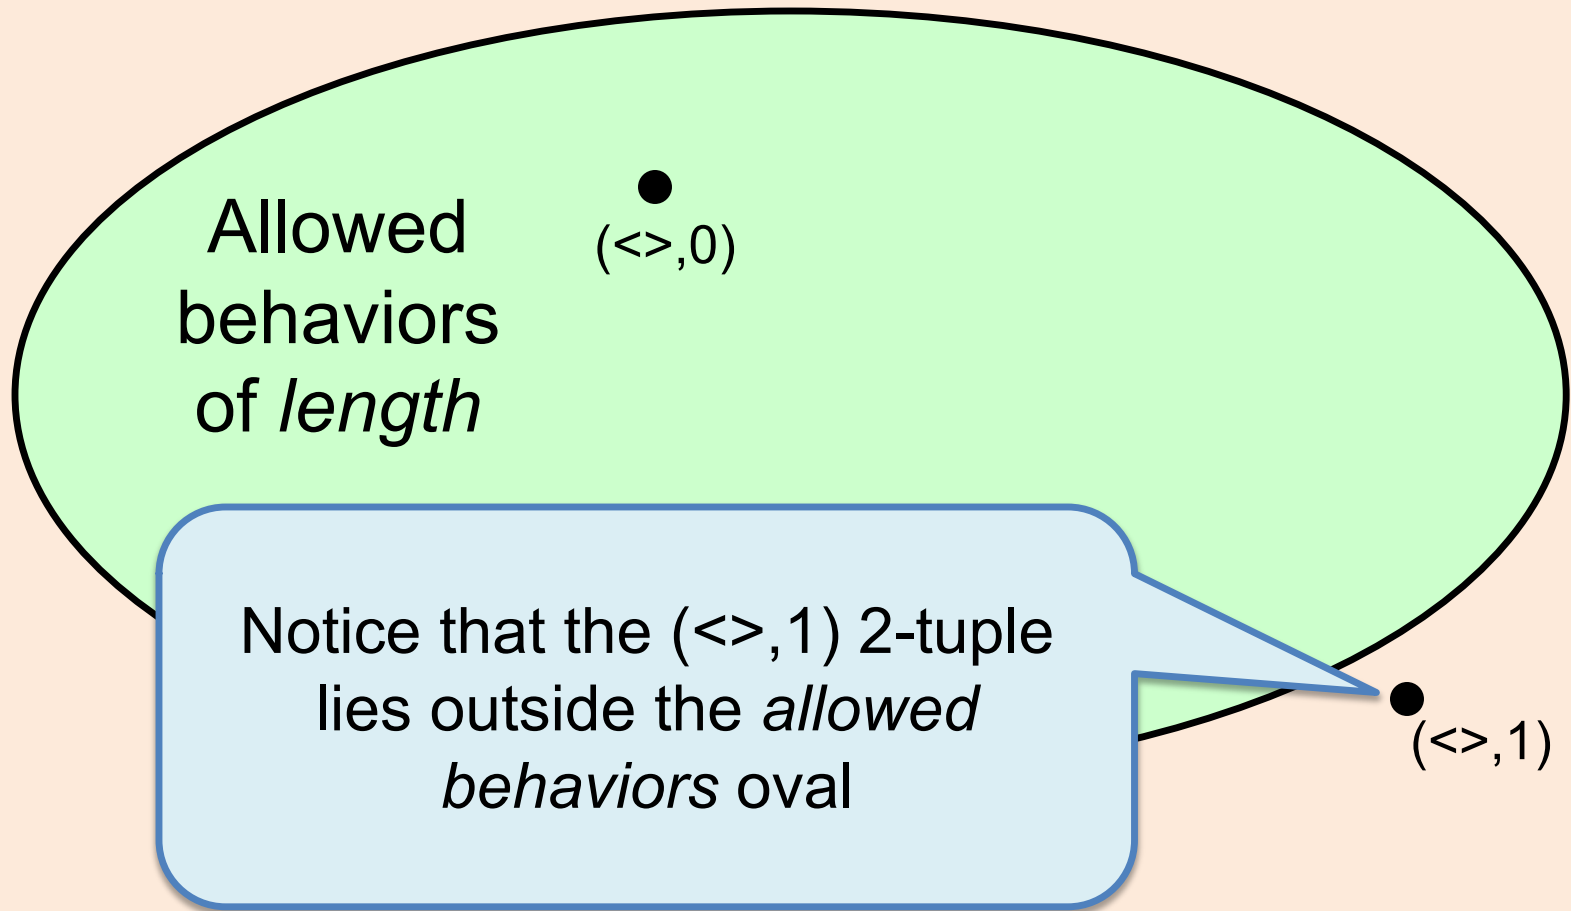 Allowed
behaviors
of length
(<>,0)
Notice that the (<>,1) 2-tuple
lies outside the allowed
behaviors oval
(<>,1)